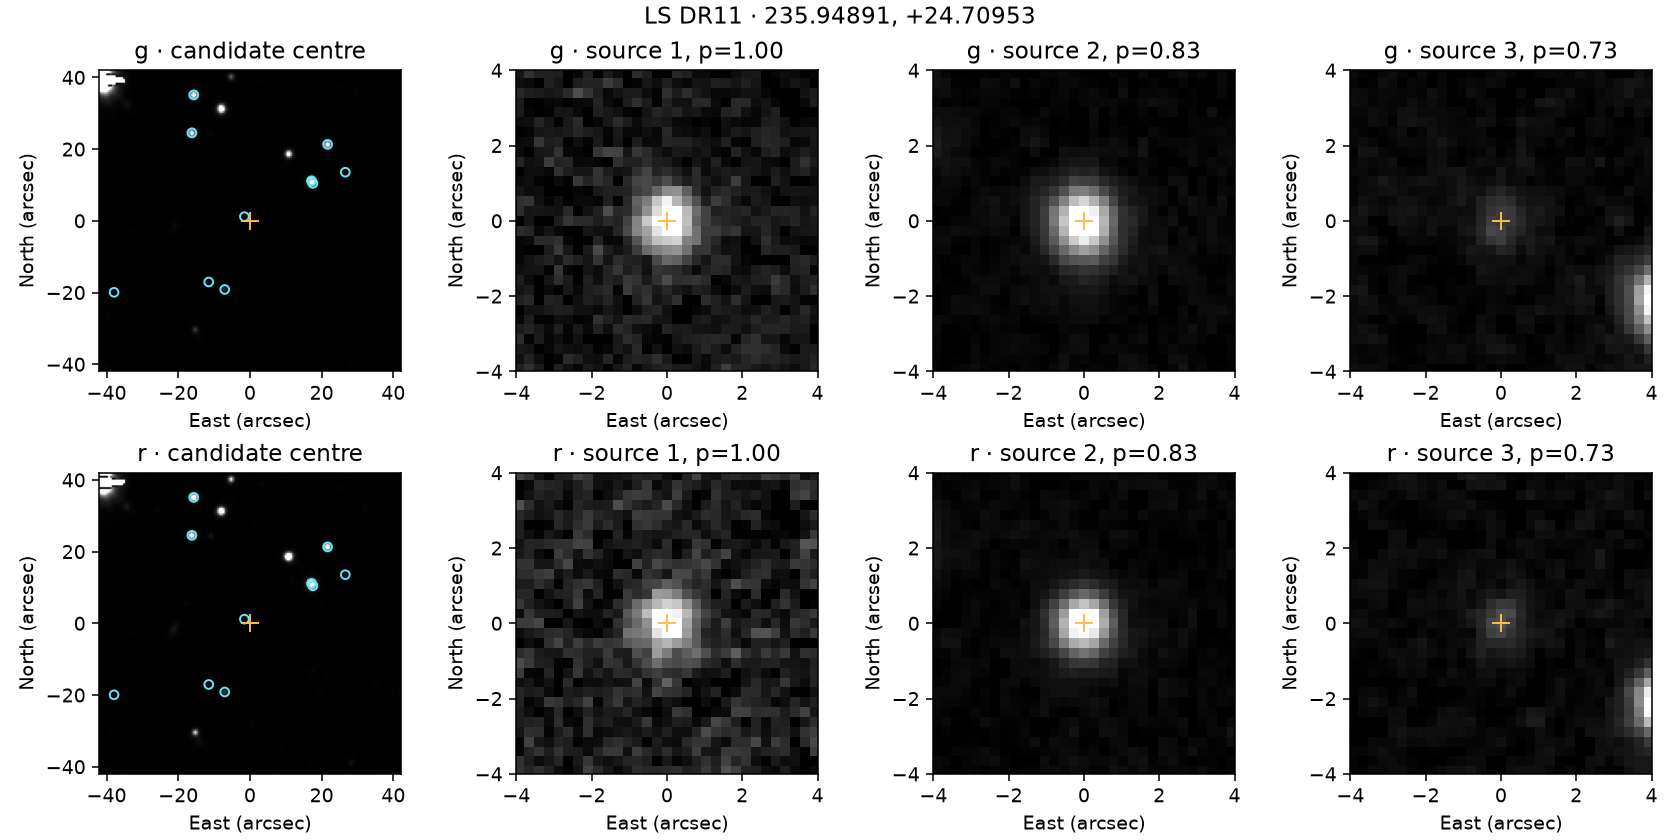 LS DR11 · 235.94891, +24.70953
g · candidate centre
g · source 1, p=1.00
g · source 2, p=0.83
g · source 3, p=0.73
40
20
0
−20
−40
North (arcsec)
−40 −20 0 20 40
East (arcsec)
4
2
0
−2
−4
North (arcsec)
−4 −2 0 2 4
East (arcsec)
4
2
0
−2
−4
North (arcsec)
−4 −2 0 2 4
East (arcsec)
4
2
0
−2
−4
North (arcsec)
−4 −2 0 2 4
East (arcsec)
r · candidate centre
r · source 1, p=1.00
r · source 2, p=0.83
r · source 3, p=0.73
40
20
0
−20
−40
North (arcsec)
−40 −20 0 20 40
East (arcsec)
4
2
0
−2
−4
North (arcsec)
−4 −2 0 2 4
East (arcsec)
4
2
0
−2
−4
North (arcsec)
−4 −2 0 2 4
East (arcsec)
4
2
0
−2
−4
North (arcsec)
−4 −2 0 2 4
East (arcsec)